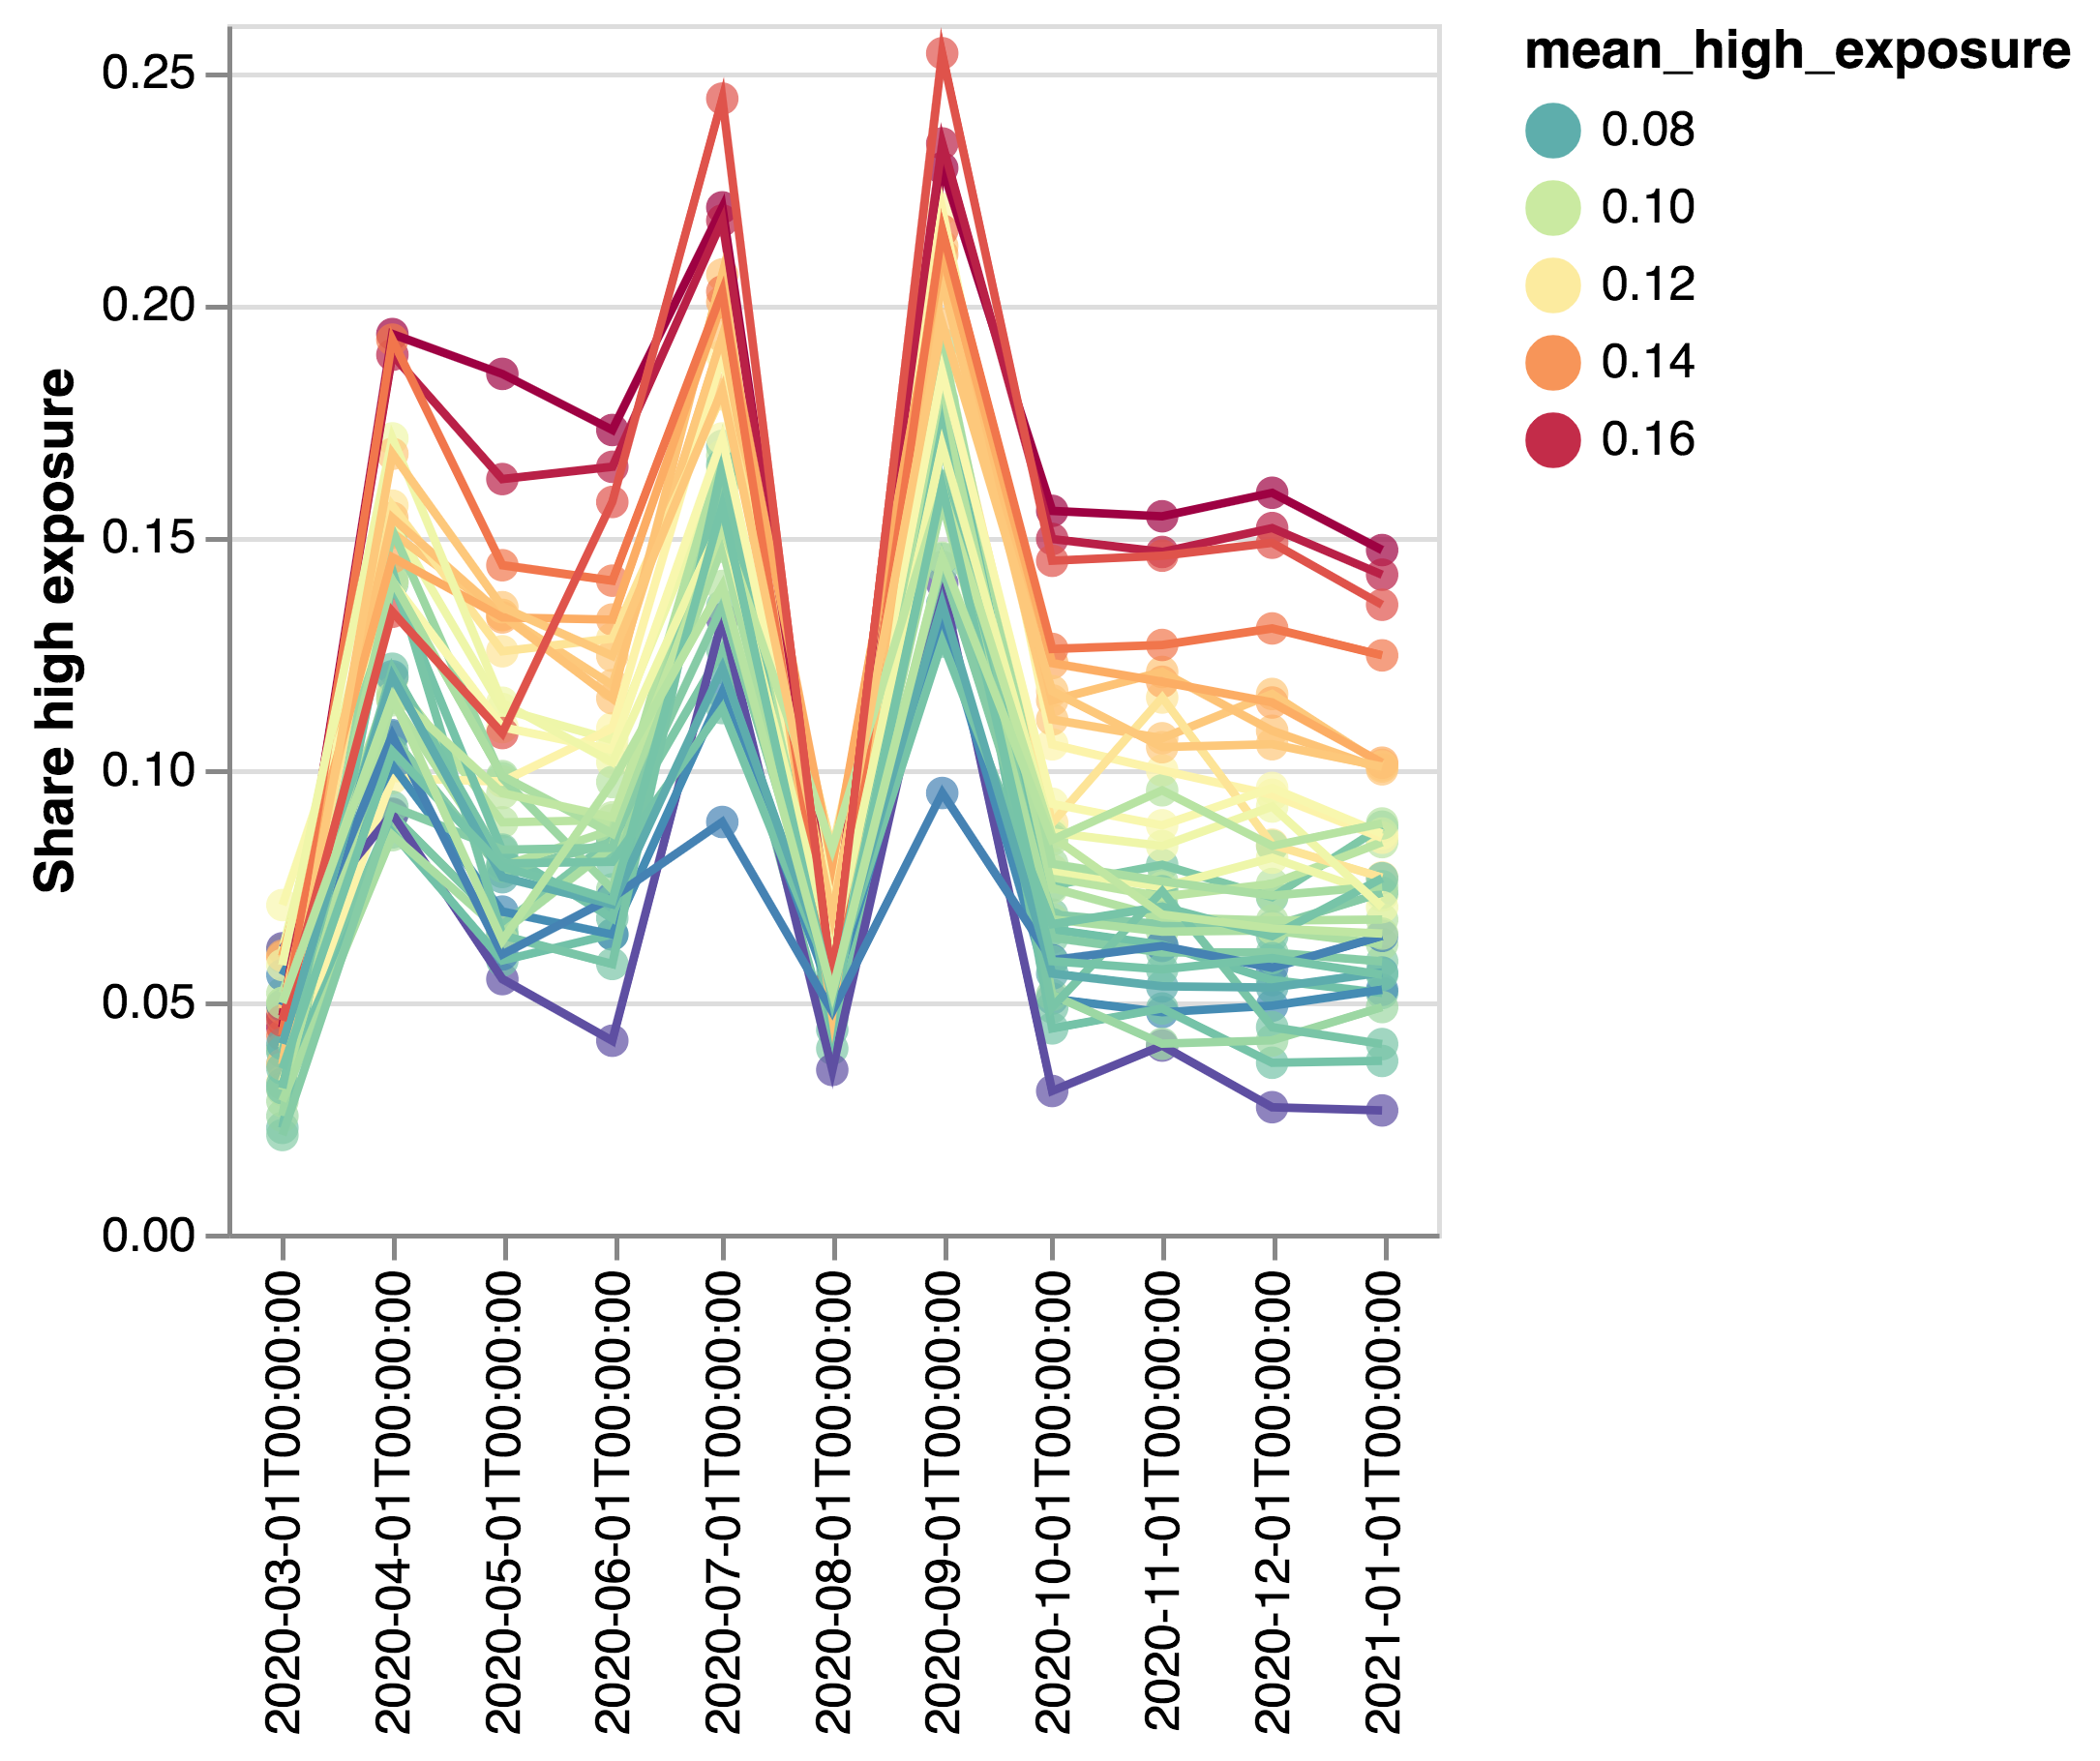 Share high exposure
0.25
0.20
0.15
0.10
0.05
0.00
2020-03-01T00:00:00
2020-04-01T00:00:00
2020-05-01T00:00:00
2020-06-01T00:00:00
2020-07-01T00:00:00
2020-08-01T00:00:00
2020-09-01T00:00:00
2020-10-01T00:00:00
2020-11-01T00:00:00
2020-12-01T00:00:00
2021-01-01T00:00:00
mean_high_exposure
0.08
0.10
0.12
0.14
0.16